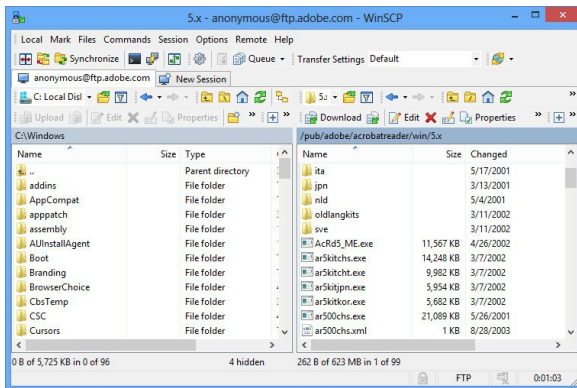 5.x - anonymous@ftp.adobe.com - WinSCP
Local Mark Files Commands Session Options Remote Help
Synchronize Queue Transfer Settings Default
anonymous@ftp.adobe.com New Session
C: Local Disl 5.:
Upload Edit Properties Download Edit Properties
C:\Windows /pub/adobe/acrobatreader/win/5.x
Name Size Type Name Size Changed
.. Parent directory ita 5/17/2001
addins File folder jpn 3/13/2001
AppCompat File folder nld 5/4/2001
apppatch File folder oldlangkits 3/11/2002
assembly File folder sve 3/11/2002
AUInstallAgent File folder AcRd5_ME.exe 11,567 KB 4/26/2002
Boot File folder ar5kitchs.exe 14,248 KB 3/7/2002
Branding File folder ar5kitcht.exe 9,982 KB 3/7/2002
BrowserChoice File folder ar5kitjpn.exe 5,954 KB 3/7/2002
CbsTemp File folder ar5kitkor.exe 5,682 KB 3/7/2002
CSC File folder ar500chs.exe 21,089 KB 5/26/2001
Cursors File folder ar500chs.xml 1 KB 8/28/2003
0 B of 5,725 KB in 0 of 96 4 hidden 262 B of 623 MB in 1 of 99
FTP 0:01:03